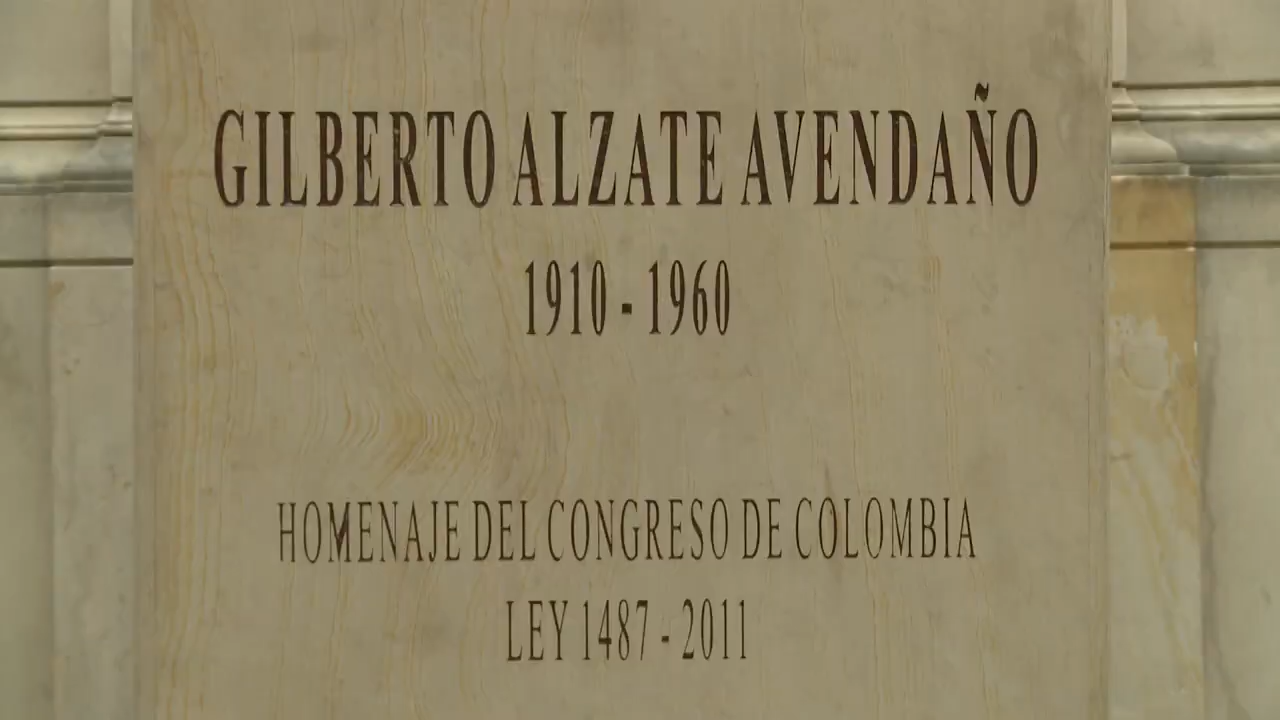 GILBERTO ALZATE AVENDAÑO
1910 - 1960
HOMENAJE DEL CONGRESO DE COLOMBIA
LEY 1487 - 2011